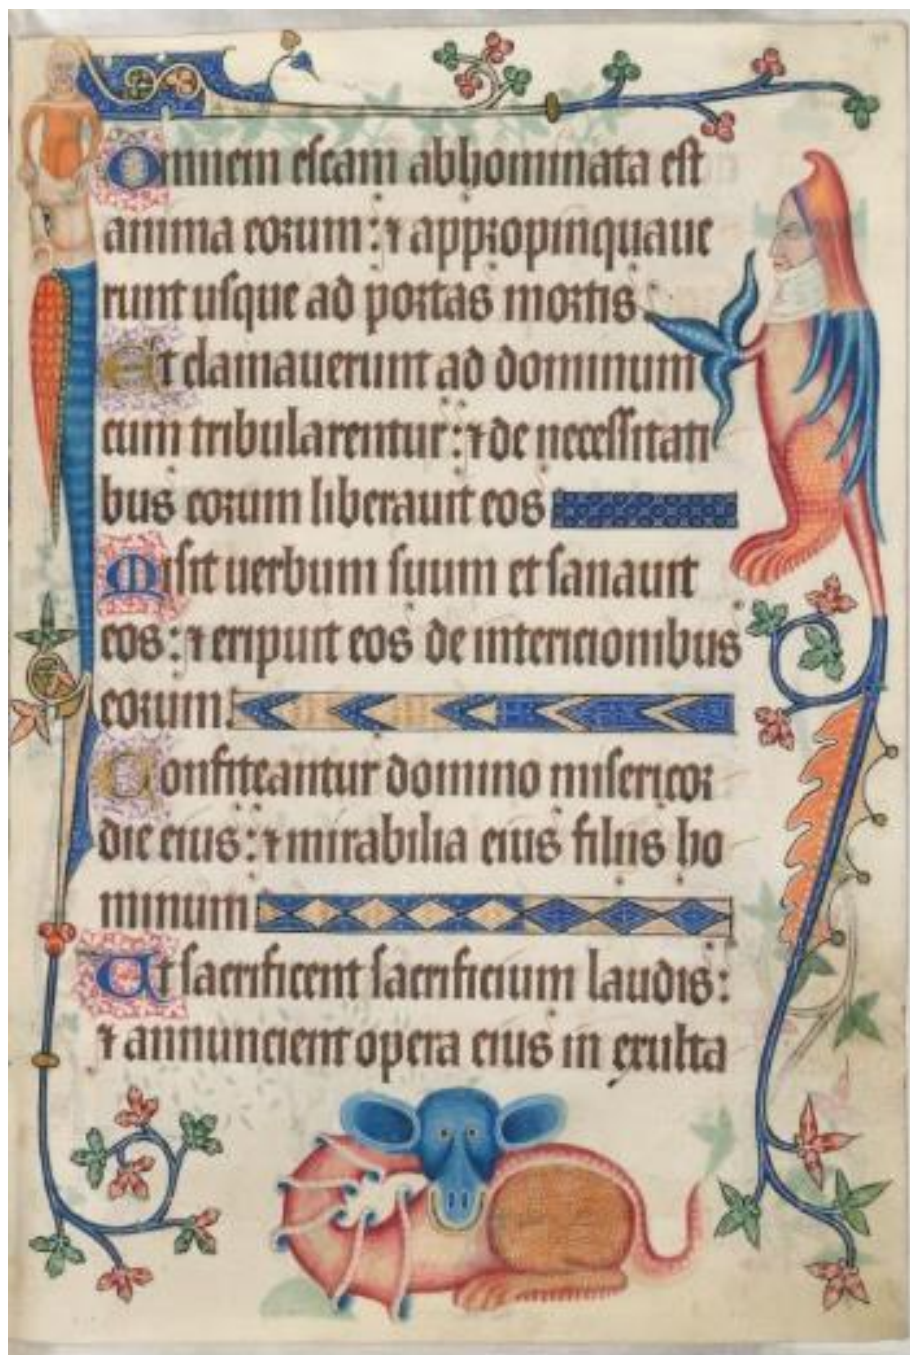 Omnem escam abhominata est
anima eorum: ⁊ appropinquaue
runt usque ad portas mortis.
Et clamauerunt ad dominum
cum tribularentur: ⁊ de necessitati
bus eorum liberauit eos
Misit uerbum suum et sanauit
eos: ⁊ eripuit eos de intericionibus
eorum.
Confiteantur domino misericor
die eius: ⁊ mirabilia eius filiis ho
minum
Et sacrificent sacrificium laudis:
⁊ annuncient opera eius in exulta